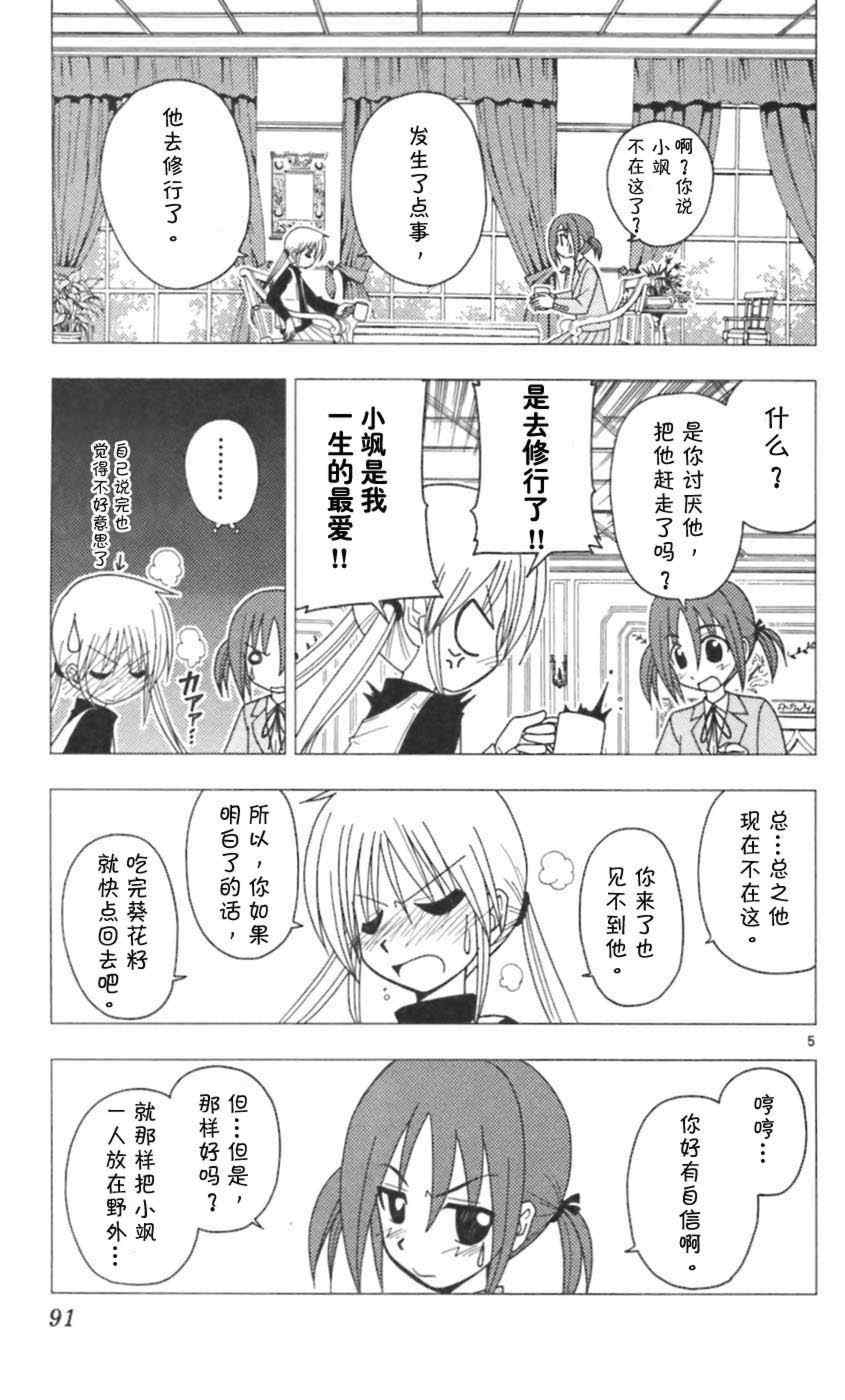 啊？你说
小飒
不在这了？
发生了点事，
他去修行了。
什么？
是你讨厌他，
把他赶走了吗？
是去修行了!!
小飒是我
一生的最爱!!
………
自己说完也
觉得不好意思了
カアァ…
总…总之他
现在不在这。
你来了也
见不到他。
所以，你如果
明白了的话，
吃完葵花籽
就快点回去吧。
5
哼哼…
你好有自信啊。
但…但是，
那样好吗？
就那样把小飒
一人放在野外…
91